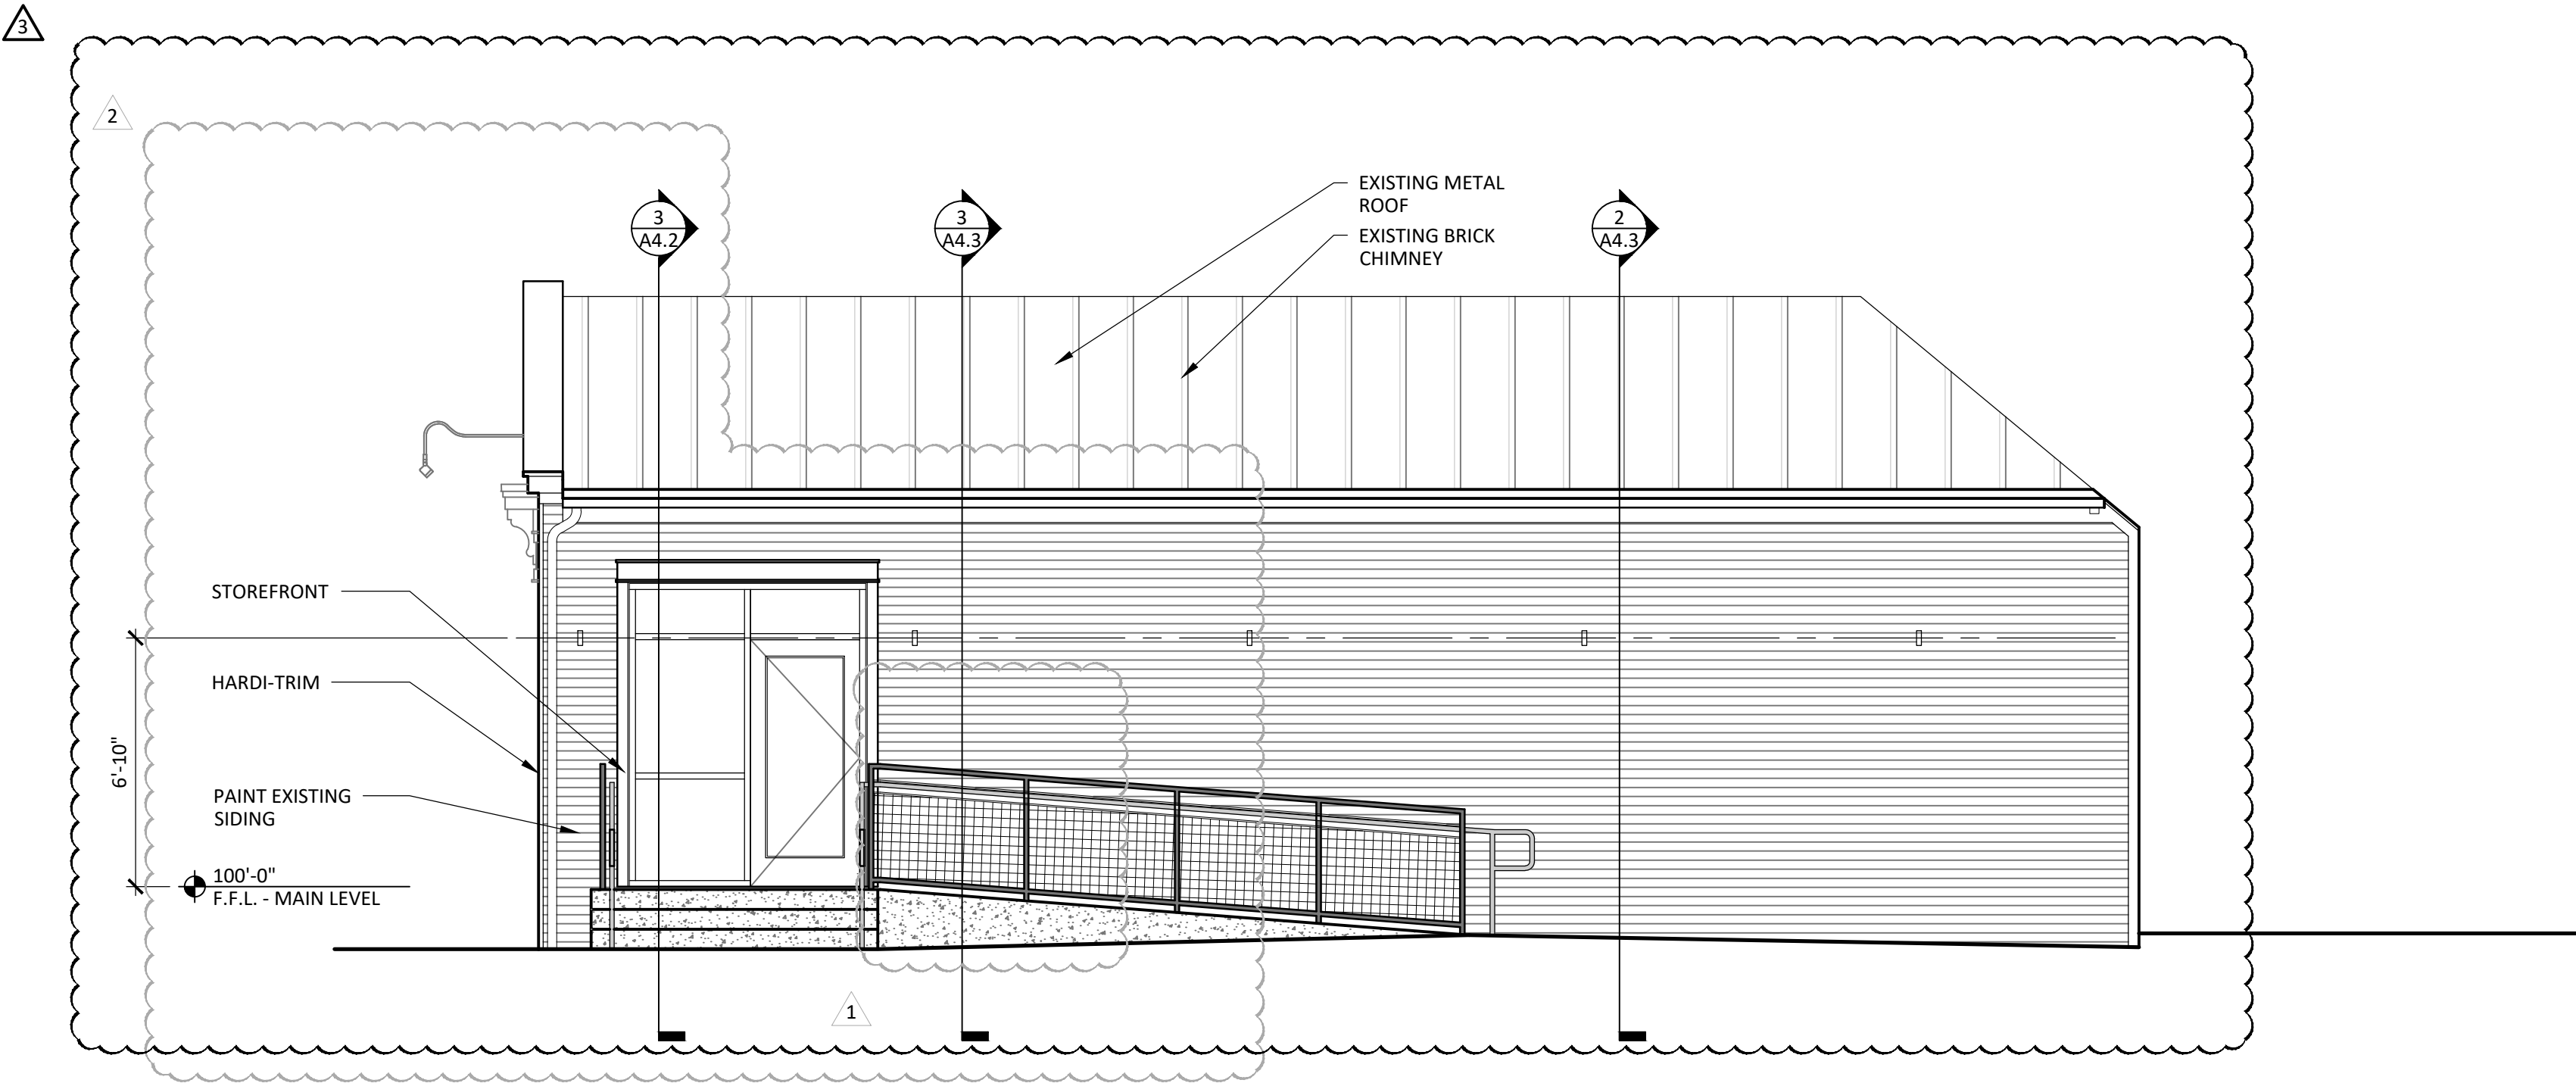 3
2
EXISTING METAL
ROOF
EXISTING BRICK
CHIMNEY
3
A4.2
3
A4.3
2
A4.3
STOREFRONT
HARDI-TRIM
6'-10"
PAINT EXISTING
SIDING
100'-0"
F.F.L. - MAIN LEVEL
1